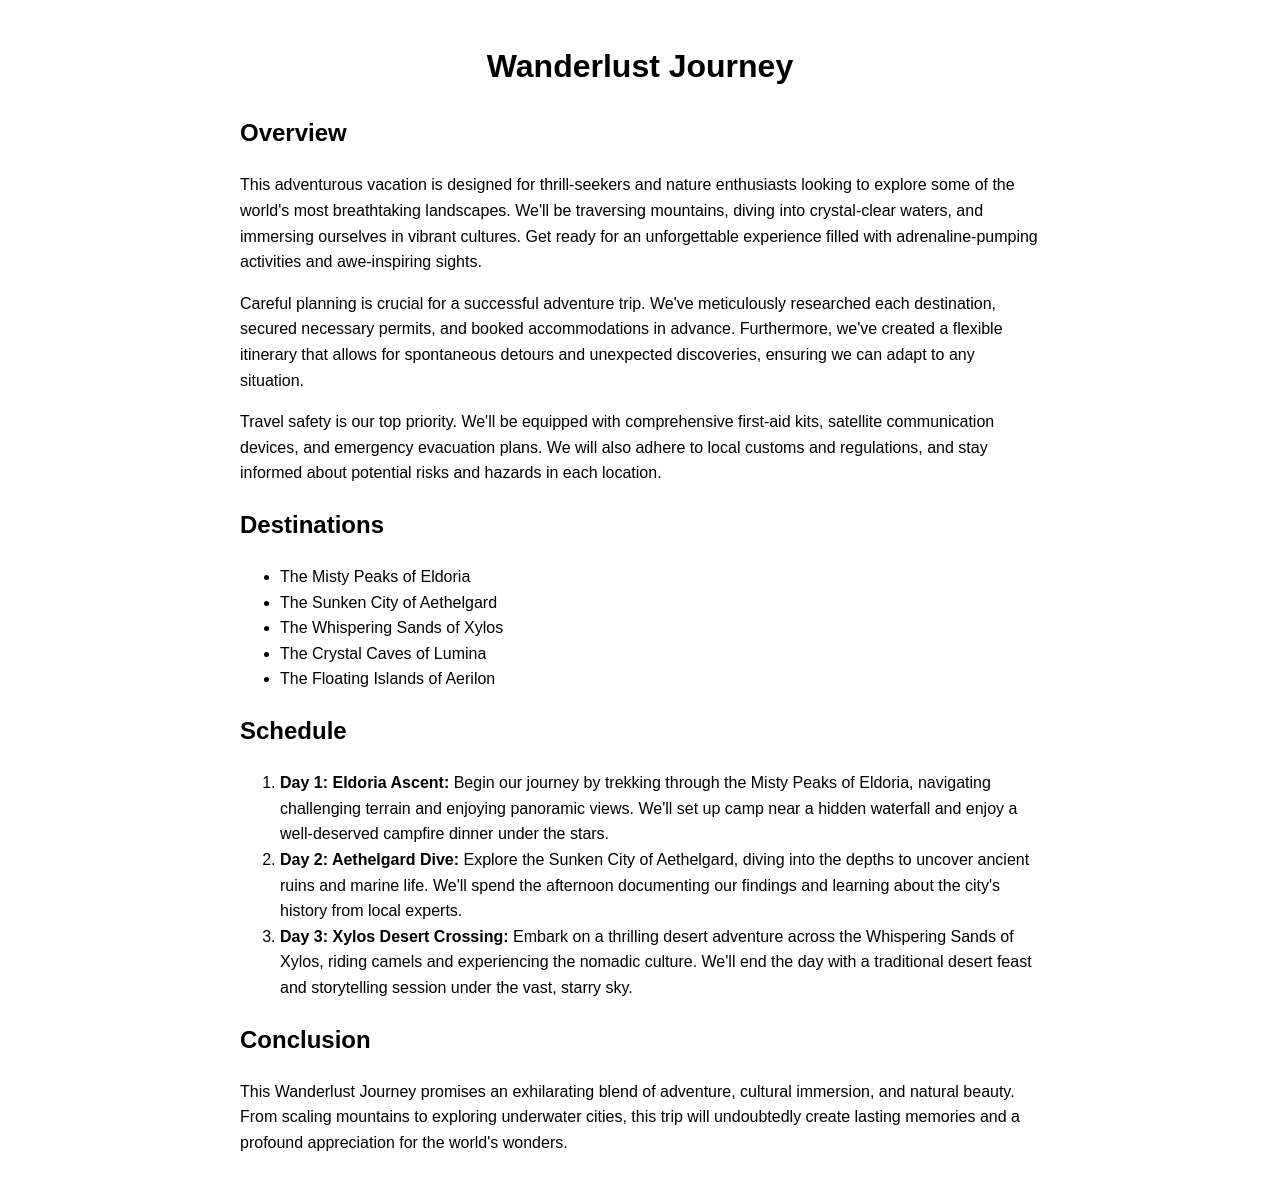 Wanderlust Journey
Overview
This adventurous vacation is designed for thrill-seekers and nature enthusiasts looking to explore some of the
world's most breathtaking landscapes. We'll be traversing mountains, diving into crystal-clear waters, and
immersing ourselves in vibrant cultures. Get ready for an unforgettable experience filled with adrenaline-pumping
activities and awe-inspiring sights.
Careful planning is crucial for a successful adventure trip. We've meticulously researched each destination,
secured necessary permits, and booked accommodations in advance. Furthermore, we've created a flexible
itinerary that allows for spontaneous detours and unexpected discoveries, ensuring we can adapt to any
situation.
Travel safety is our top priority. We'll be equipped with comprehensive first-aid kits, satellite communication
devices, and emergency evacuation plans. We will also adhere to local customs and regulations, and stay
informed about potential risks and hazards in each location.
Destinations
• The Misty Peaks of Eldoria
• The Sunken City of Aethelgard
• The Whispering Sands of Xylos
• The Crystal Caves of Lumina
• The Floating Islands of Aerilon
Schedule
1. Day 1: Eldoria Ascent: Begin our journey by trekking through the Misty Peaks of Eldoria, navigating
challenging terrain and enjoying panoramic views. We'll set up camp near a hidden waterfall and enjoy a
well-deserved campfire dinner under the stars.
2. Day 2: Aethelgard Dive: Explore the Sunken City of Aethelgard, diving into the depths to uncover ancient
ruins and marine life. We'll spend the afternoon documenting our findings and learning about the city's
history from local experts.
3. Day 3: Xylos Desert Crossing: Embark on a thrilling desert adventure across the Whispering Sands of
Xylos, riding camels and experiencing the nomadic culture. We'll end the day with a traditional desert feast
and storytelling session under the vast, starry sky.
Conclusion
This Wanderlust Journey promises an exhilarating blend of adventure, cultural immersion, and natural beauty.
From scaling mountains to exploring underwater cities, this trip will undoubtedly create lasting memories and a
profound appreciation for the world's wonders.